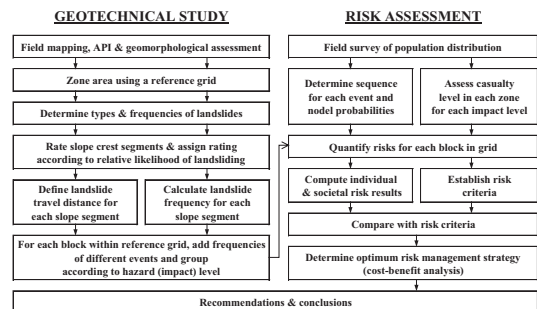 GEOTECHNICAL STUDY
Field mapping, API & geomorphological assessment
Zone area using a reference grid
Determine types & frequencies of landslides
Rate slope crest segments & assign rating
according to relative likelihood of landsliding
Define landslide
travel distance for
each slope segment
Calculate landslide
frequency for each
slope segment
For each block within reference grid, add frequencies
of different events and group
according to hazard (impact) level
RISK ASSESSMENT
Field survey of population distribution
Determine sequence
for each event and
nodel probabilities
Assess casualty
level in each zone
for each impact level
Quantify risks for each block in grid
Compute individual
& societal risk results
Establish risk
criteria
Compare with risk criteria
Determine optimum risk management strategy
(cost-benefit analysis)
Recommendations & conclusions